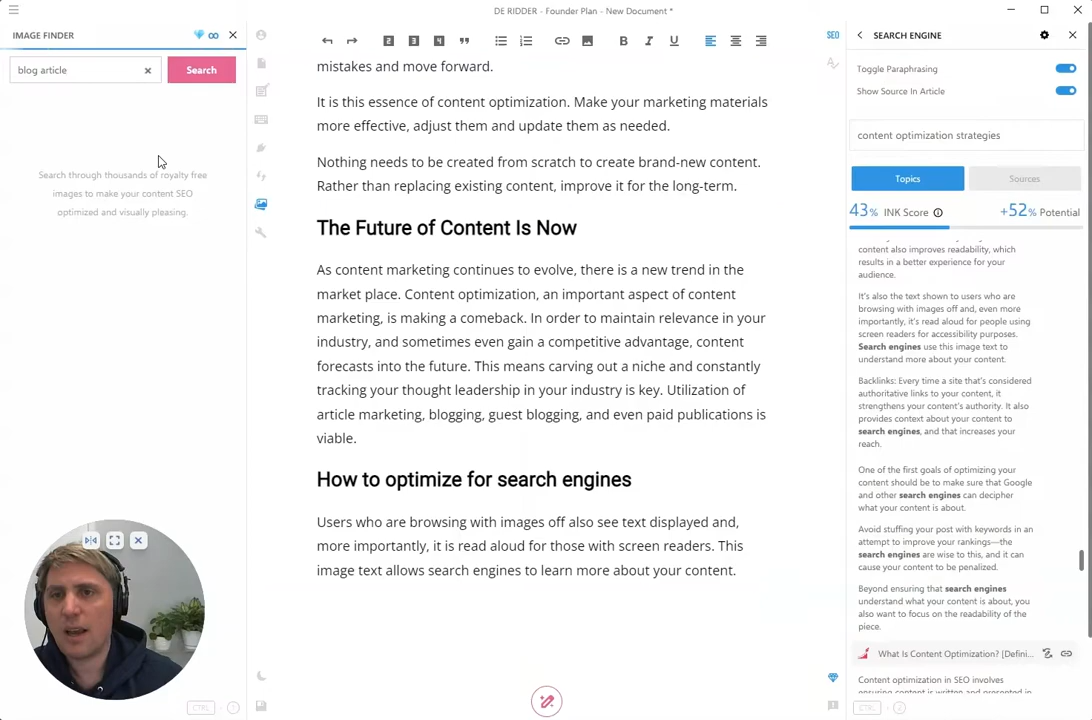 DE RIDDER - Founder Plan - New Document *
IMAGE FINDER
blog article
Search
Search through thousands of royalty free
images to make your content SEO
optimized and visually pleasing.
CTRL
1
2
3
4
B
I
U
mistakes and move forward.
It is this essence of content optimization. Make your marketing materials
more effective, adjust them and update them as needed.
Nothing needs to be created from scratch to create brand-new content.
Rather than replacing existing content, improve it for the long-term.
The Future of Content Is Now
As content marketing continues to evolve, there is a new trend in the
market place. Content optimization, an important aspect of content
marketing, is making a comeback. In order to maintain relevance in your
industry, and sometimes even gain a competitive advantage, content
forecasts into the future. This means carving out a niche and constantly
tracking your thought leadership in your industry is key. Utilization of
article marketing, blogging, guest blogging, and even paid publications is
viable.
How to optimize for search engines
Users who are browsing with images off also see text displayed and,
more importantly, it is read aloud for those with screen readers. This
image text allows search engines to learn more about your content.
SEO
SEARCH ENGINE
Toggle Paraphrasing
Show Source In Article
content optimization strategies
Topics
Sources
43% INK Score
+52% Potential
content also improves readability, which
results in a better experience for your
audience.
It's also the text shown to users who are
browsing with images off and, even more
importantly, it's read aloud for people using
screen readers for accessibility purposes.
Search engines use this image text to
understand more about your content.
Backlinks: Every time a site that's considered
authoritative links to your content, it
strengthens your content's authority. It also
provides context about your content to
search engines, and that increases your
reach.
One of the first goals of optimizing your
content should be to make sure that Google
and other search engines can decipher
what your content is about.
Avoid stuffing your post with keywords in an
attempt to improve your rankings—the
search engines are wise to this, and it can
cause your content to be penalized.
Beyond ensuring that search engines
understand what your content is about, you
also want to focus on the readability of the
piece.
What Is Content Optimization? [Defini...
Content optimization in SEO involves
ensuring content is written and presented in
CTRL
2